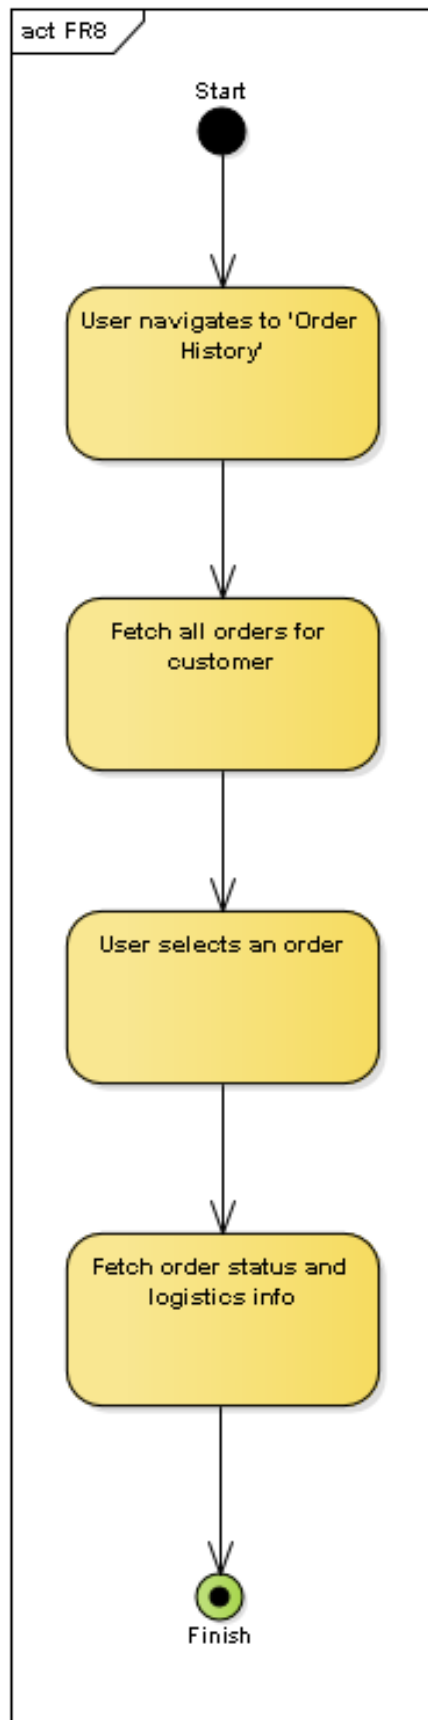 act FR8
Start
User navigates to 'Order
History'
Fetch all orders for
customer
User selects an order
Fetch order status and
logistics info
Finish